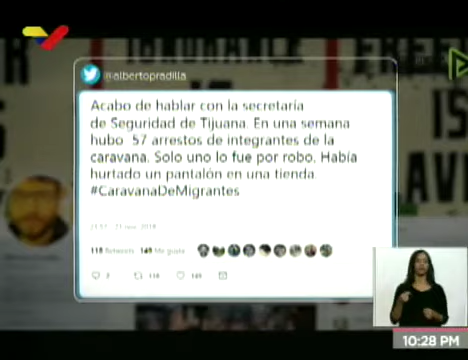 @albertopradilla
Acabo de hablar con la secretaría
de Seguridad de Tijuana. En una semana
hubo 57 arrestos de integrantes de la
caravana. Solo uno lo fue por robo. Había
hurtado un pantalón en una tienda
#CaravanaDeMigrantes
118 Retweets 149 Me gusta
2 118 149
10:28 PM